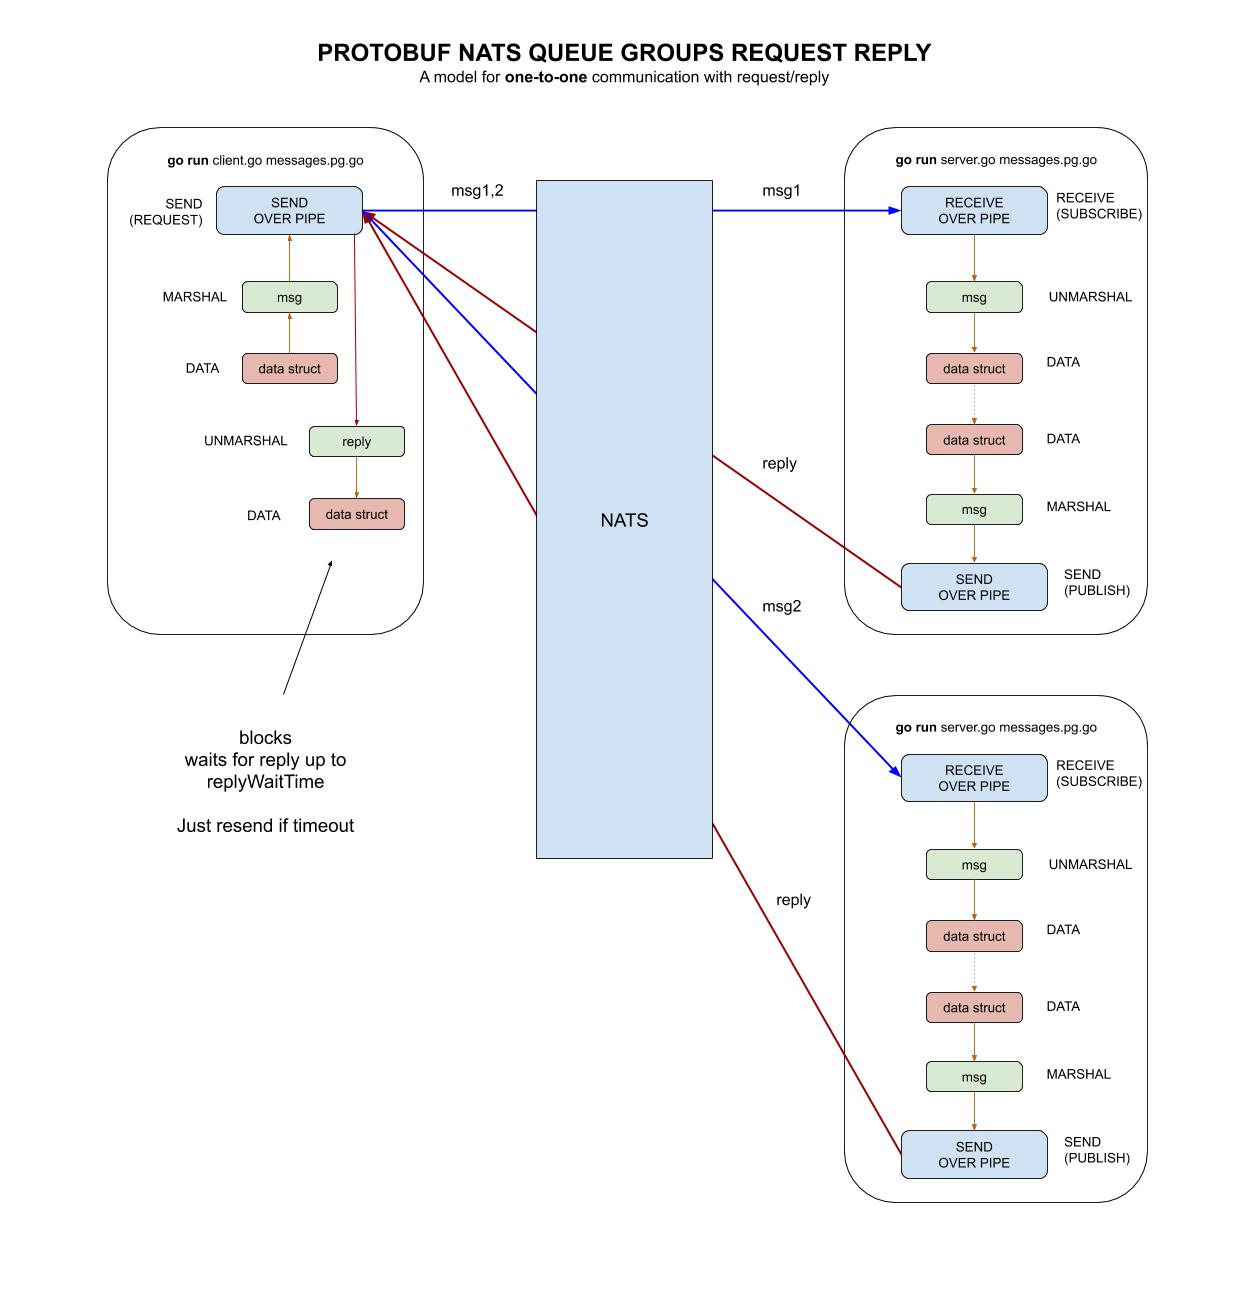 PROTOBUF NATS QUEUE GROUPS REQUEST REPLY
A model for one-to-one communication with request/reply
go run client.go messages.pg.go
SEND
(REQUEST)
SEND
OVER PIPE
MARSHAL
msg
DATA
data struct
UNMARSHAL
reply
DATA
data struct
blocks
waits for reply up to
replyWaitTime
Just resend if timeout
msg1,2
NATS
msg1
reply
msg2
reply
go run server.go messages.pg.go
RECEIVE
OVER PIPE
RECEIVE
(SUBSCRIBE)
msg
UNMARSHAL
data struct
DATA
data struct
DATA
msg
MARSHAL
SEND
OVER PIPE
SEND
(PUBLISH)
go run server.go messages.pg.go
RECEIVE
OVER PIPE
RECEIVE
(SUBSCRIBE)
msg
UNMARSHAL
data struct
DATA
data struct
DATA
msg
MARSHAL
SEND
OVER PIPE
SEND
(PUBLISH)